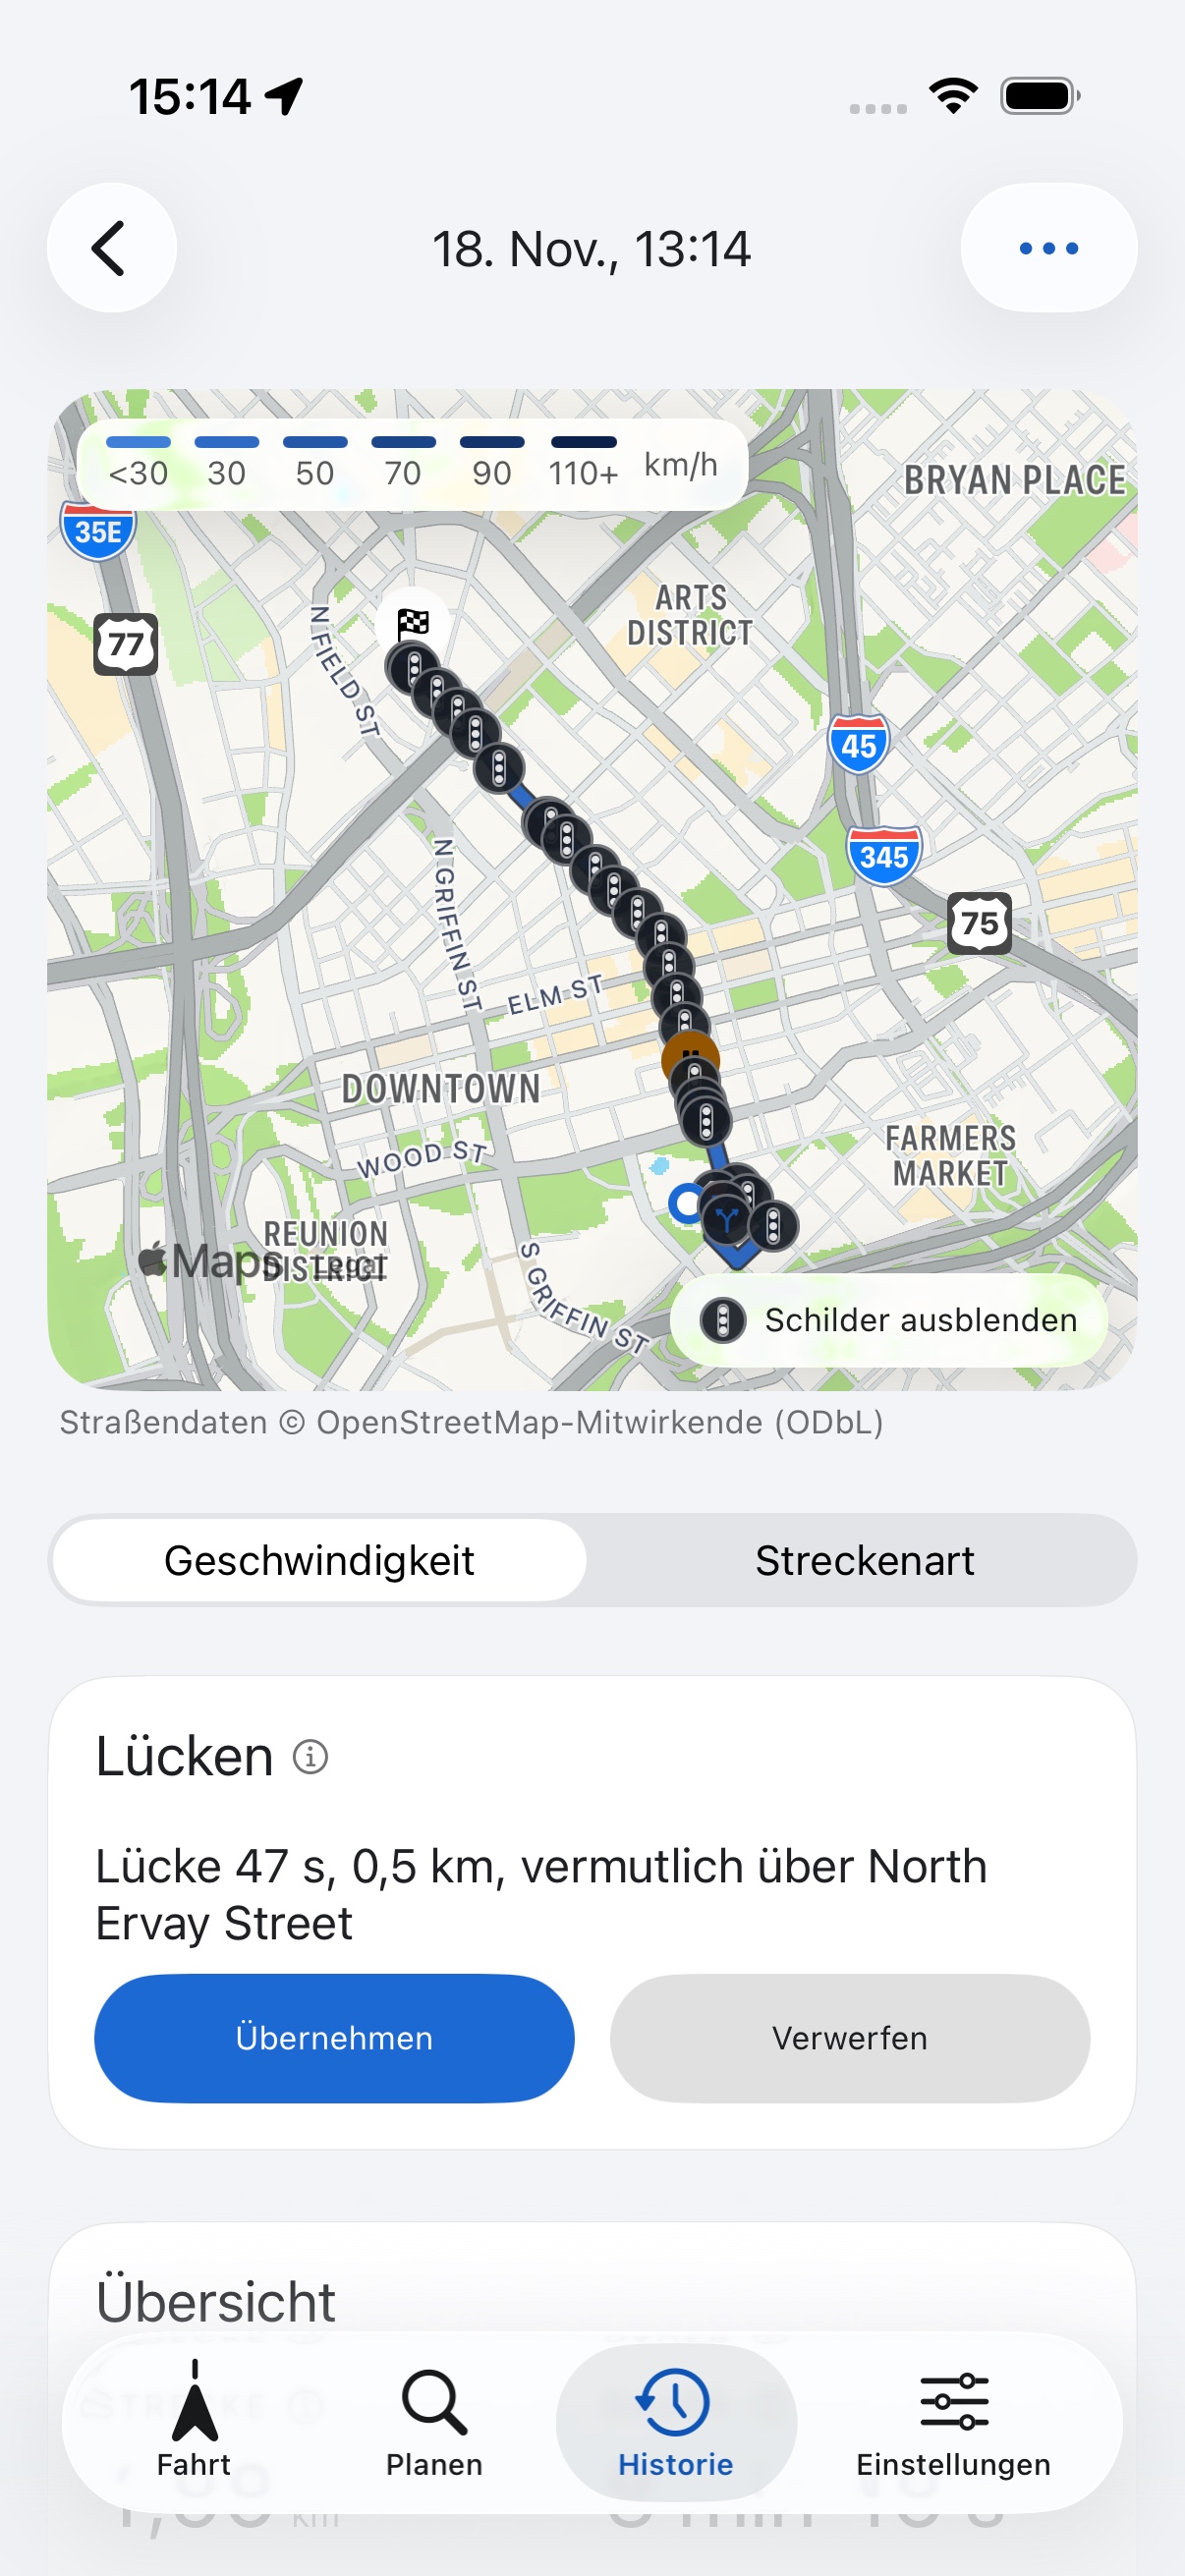 15:14
18. Nov., 13:14
<30 30 50 70 90 110+ km/h
BRYAN PLACE
35E
ARTS
DISTRICT
77
N FIELD ST
45
345
75
N GRIFFIN ST
ELM ST
DOWNTOWN
FARMERS
MARKET
WOOD ST
REUNION
DISTRICT
Maps
Legal
S GRIFFIN ST
Schilder ausblenden
Straßendaten © OpenStreetMap-Mitwirkende (ODbL)
Geschwindigkeit Streckenart
Lücken
Lücke 47 s, 0,5 km, vermutlich über North
Ervay Street
Übernehmen Verwerfen
Übersicht
STRECKE
km
Fahrt Planen Historie Einstellungen